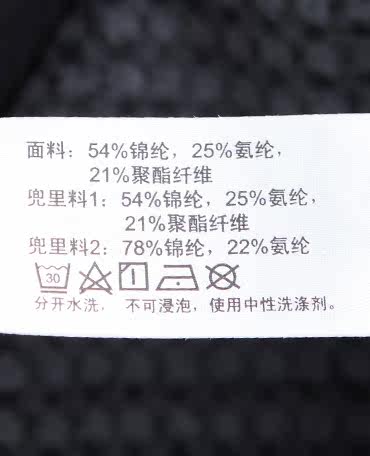 面料：54%锦纶，25%氨纶，
21%聚酯纤维
兜里料1：54%锦纶，25%氨纶，
21%聚酯纤维
兜里料2：78%锦纶，22%氨纶
30
分开水洗， 不可浸泡，使用中性洗涤剂。